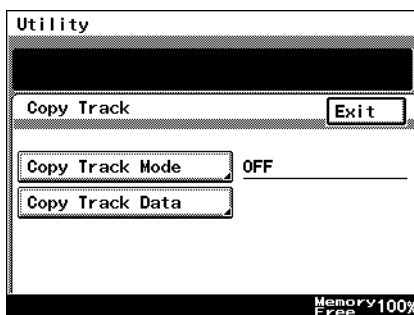 Utility
Copy Track
Exit
Copy Track Mode
OFF
Copy Track Data
Memory
Free 100%